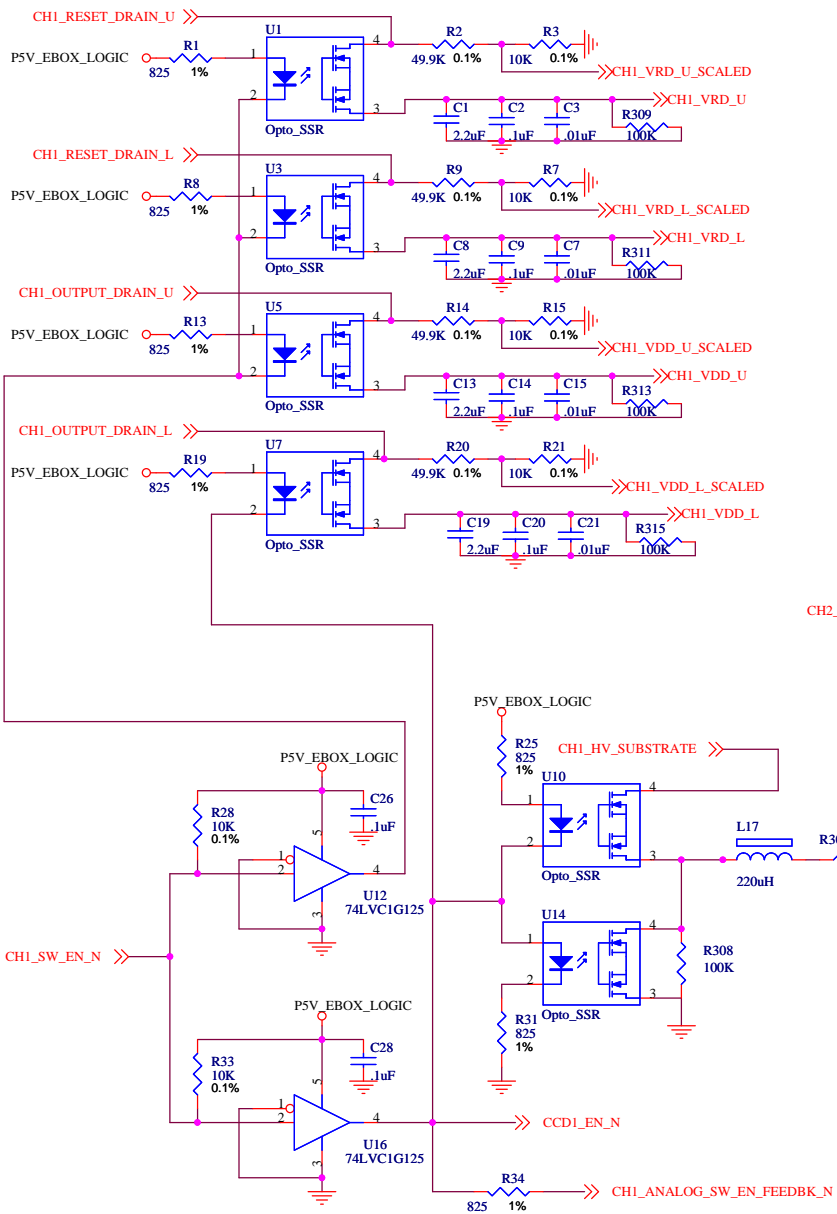 CH1_RESET_DRAIN_U
P5V_EBOX_LOGIC
R1
825
1%
U1
1
2
4
3
Opto_SSR
R2
49.9K
0.1%
R3
10K
0.1%
CH1_VRD_U_SCALED
CH1_VRD_U
C1
2.2uF
C2
.1uF
C3
.01uF
R309
100K
CH1_RESET_DRAIN_L
P5V_EBOX_LOGIC
R8
825
1%
U3
1
2
4
3
Opto_SSR
R9
49.9K
0.1%
R7
10K
0.1%
CH1_VRD_L_SCALED
CH1_VRD_L
C8
2.2uF
C9
.1uF
C7
.01uF
R311
100K
CH1_OUTPUT_DRAIN_U
P5V_EBOX_LOGIC
R13
825
1%
U5
1
2
4
3
Opto_SSR
R14
49.9K
0.1%
R15
10K
0.1%
CH1_VDD_U_SCALED
CH1_VDD_U
C13
2.2uF
C14
.1uF
C15
.01uF
R313
100K
CH1_OUTPUT_DRAIN_L
P5V_EBOX_LOGIC
R19
825
1%
U7
1
2
4
3
Opto_SSR
R20
49.9K
0.1%
R21
10K
0.1%
CH1_VDD_L_SCALED
CH1_VDD_L
C19
2.2uF
C20
.1uF
C21
.01uF
R315
100K
CH2_
P5V_EBOX_LOGIC
R25
825
1%
CH1_HV_SUBSTRATE
U10
1
2
4
3
Opto_SSR
L17
220uH
P5V_EBOX_LOGIC
R28
10K
0.1%
C26
.1uF
5
1
2
4
3
U12
74LVC1G125
CH1_SW_EN_N
U14
1
2
4
3
Opto_SSR
R308
100K
R31
825
1%
P5V_EBOX_LOGIC
R33
10K
0.1%
C28
.1uF
5
1
2
4
3
U16
74LVC1G125
CCD1_EN_N
R34
825
1%
CH1_ANALOG_SW_EN_FEEDBK_N